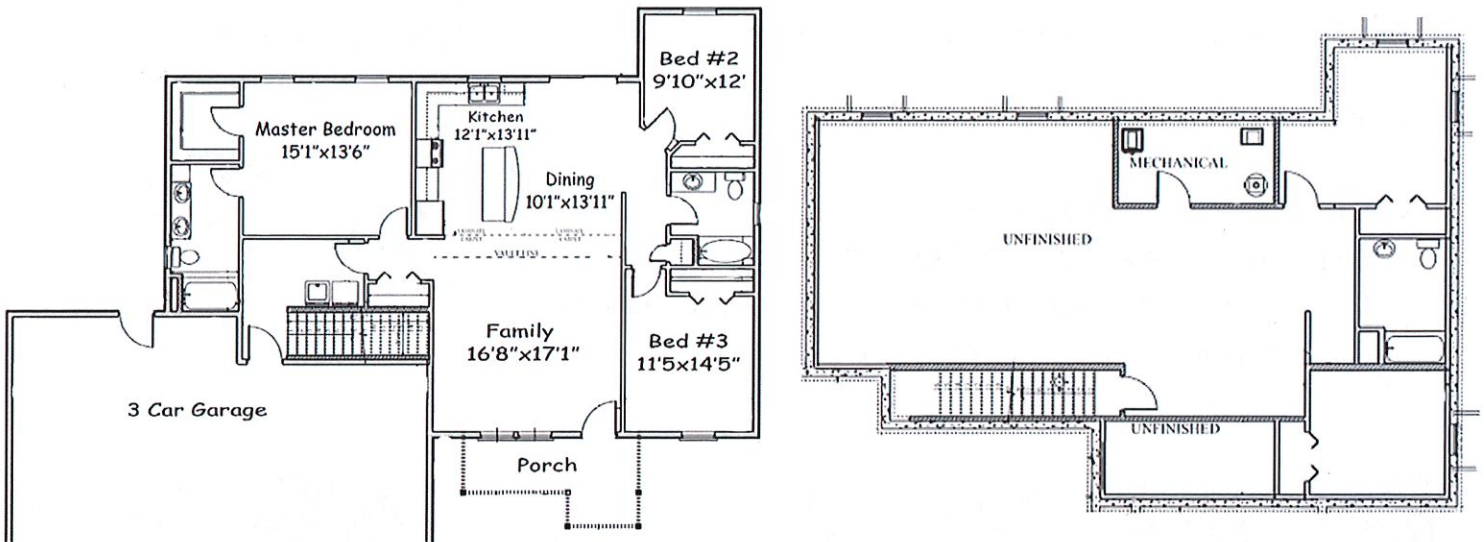 Bed #2
9'10"x12'
Kitchen
12'1"x13'11"
Master Bedroom
15'1"x13'6"
Dining
10'1"x13'11"
Family
16'8"x17'1"
Bed #3
11'5x14'5"
3 Car Garage
Porch
MECHANICAL
UNFINISHED
UNFINISHED